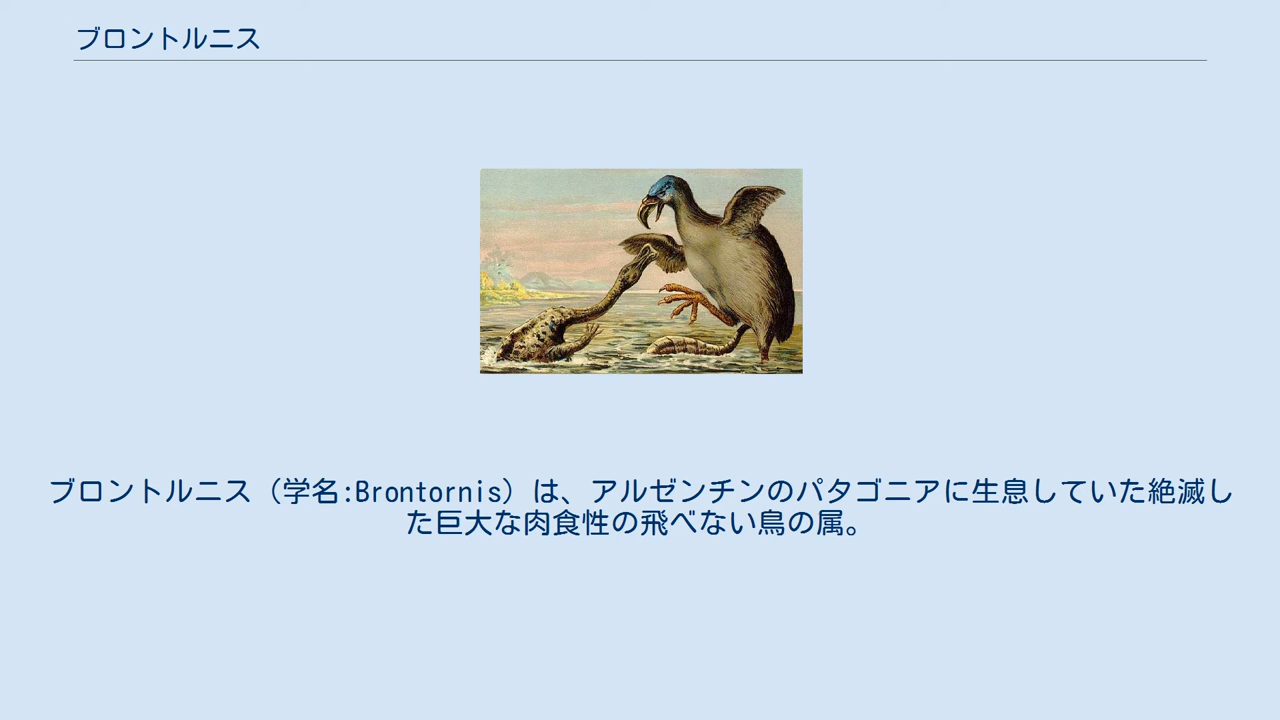 ブロントルニス
ブロントルニス（学名:Brontornis）は、アルゼンチンのパタゴニアに生息していた絶滅し
た巨大な肉食性の飛べない鳥の属。